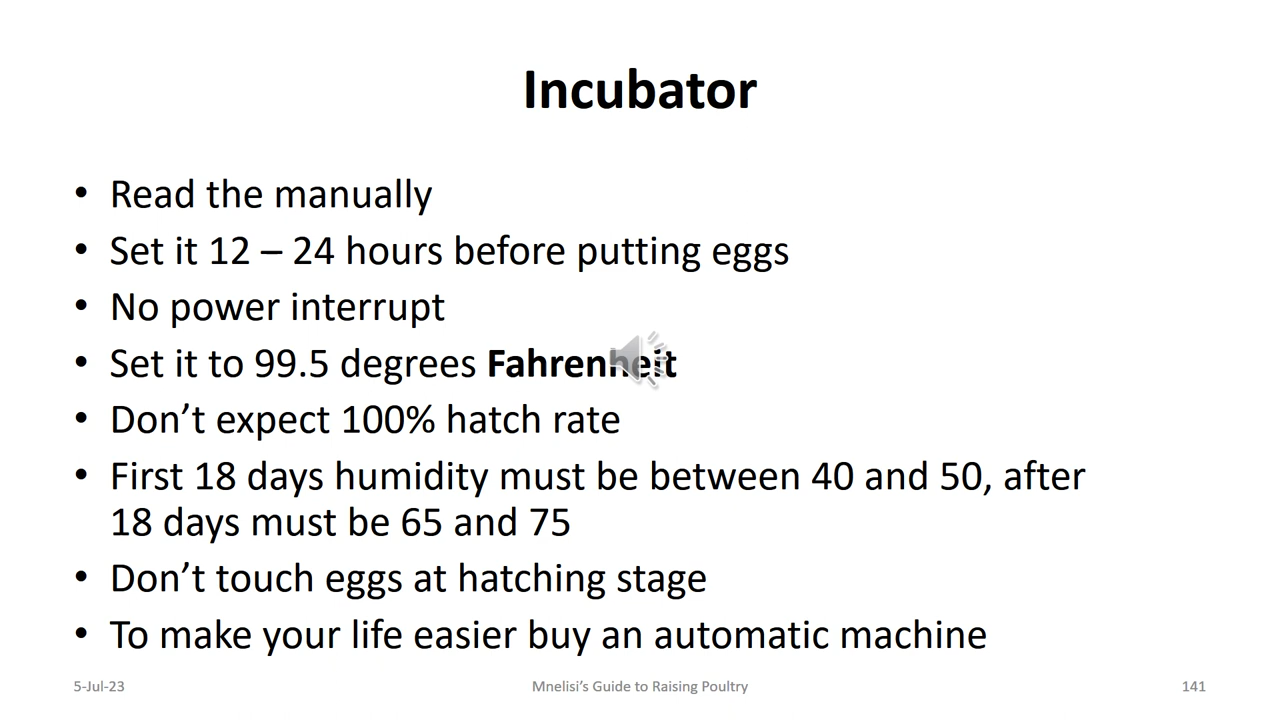 Incubator
• Read the manually
• Set it 12 – 24 hours before putting eggs
• No power interrupt
• Set it to 99.5 degrees Fahrenheit
• Don’t expect 100% hatch rate
• First 18 days humidity must be between 40 and 50, after
18 days must be 65 and 75
• Don’t touch eggs at hatching stage
• To make your life easier buy an automatic machine
5-Jul-23
Mnelisi’s Guide to Raising Poultry
141